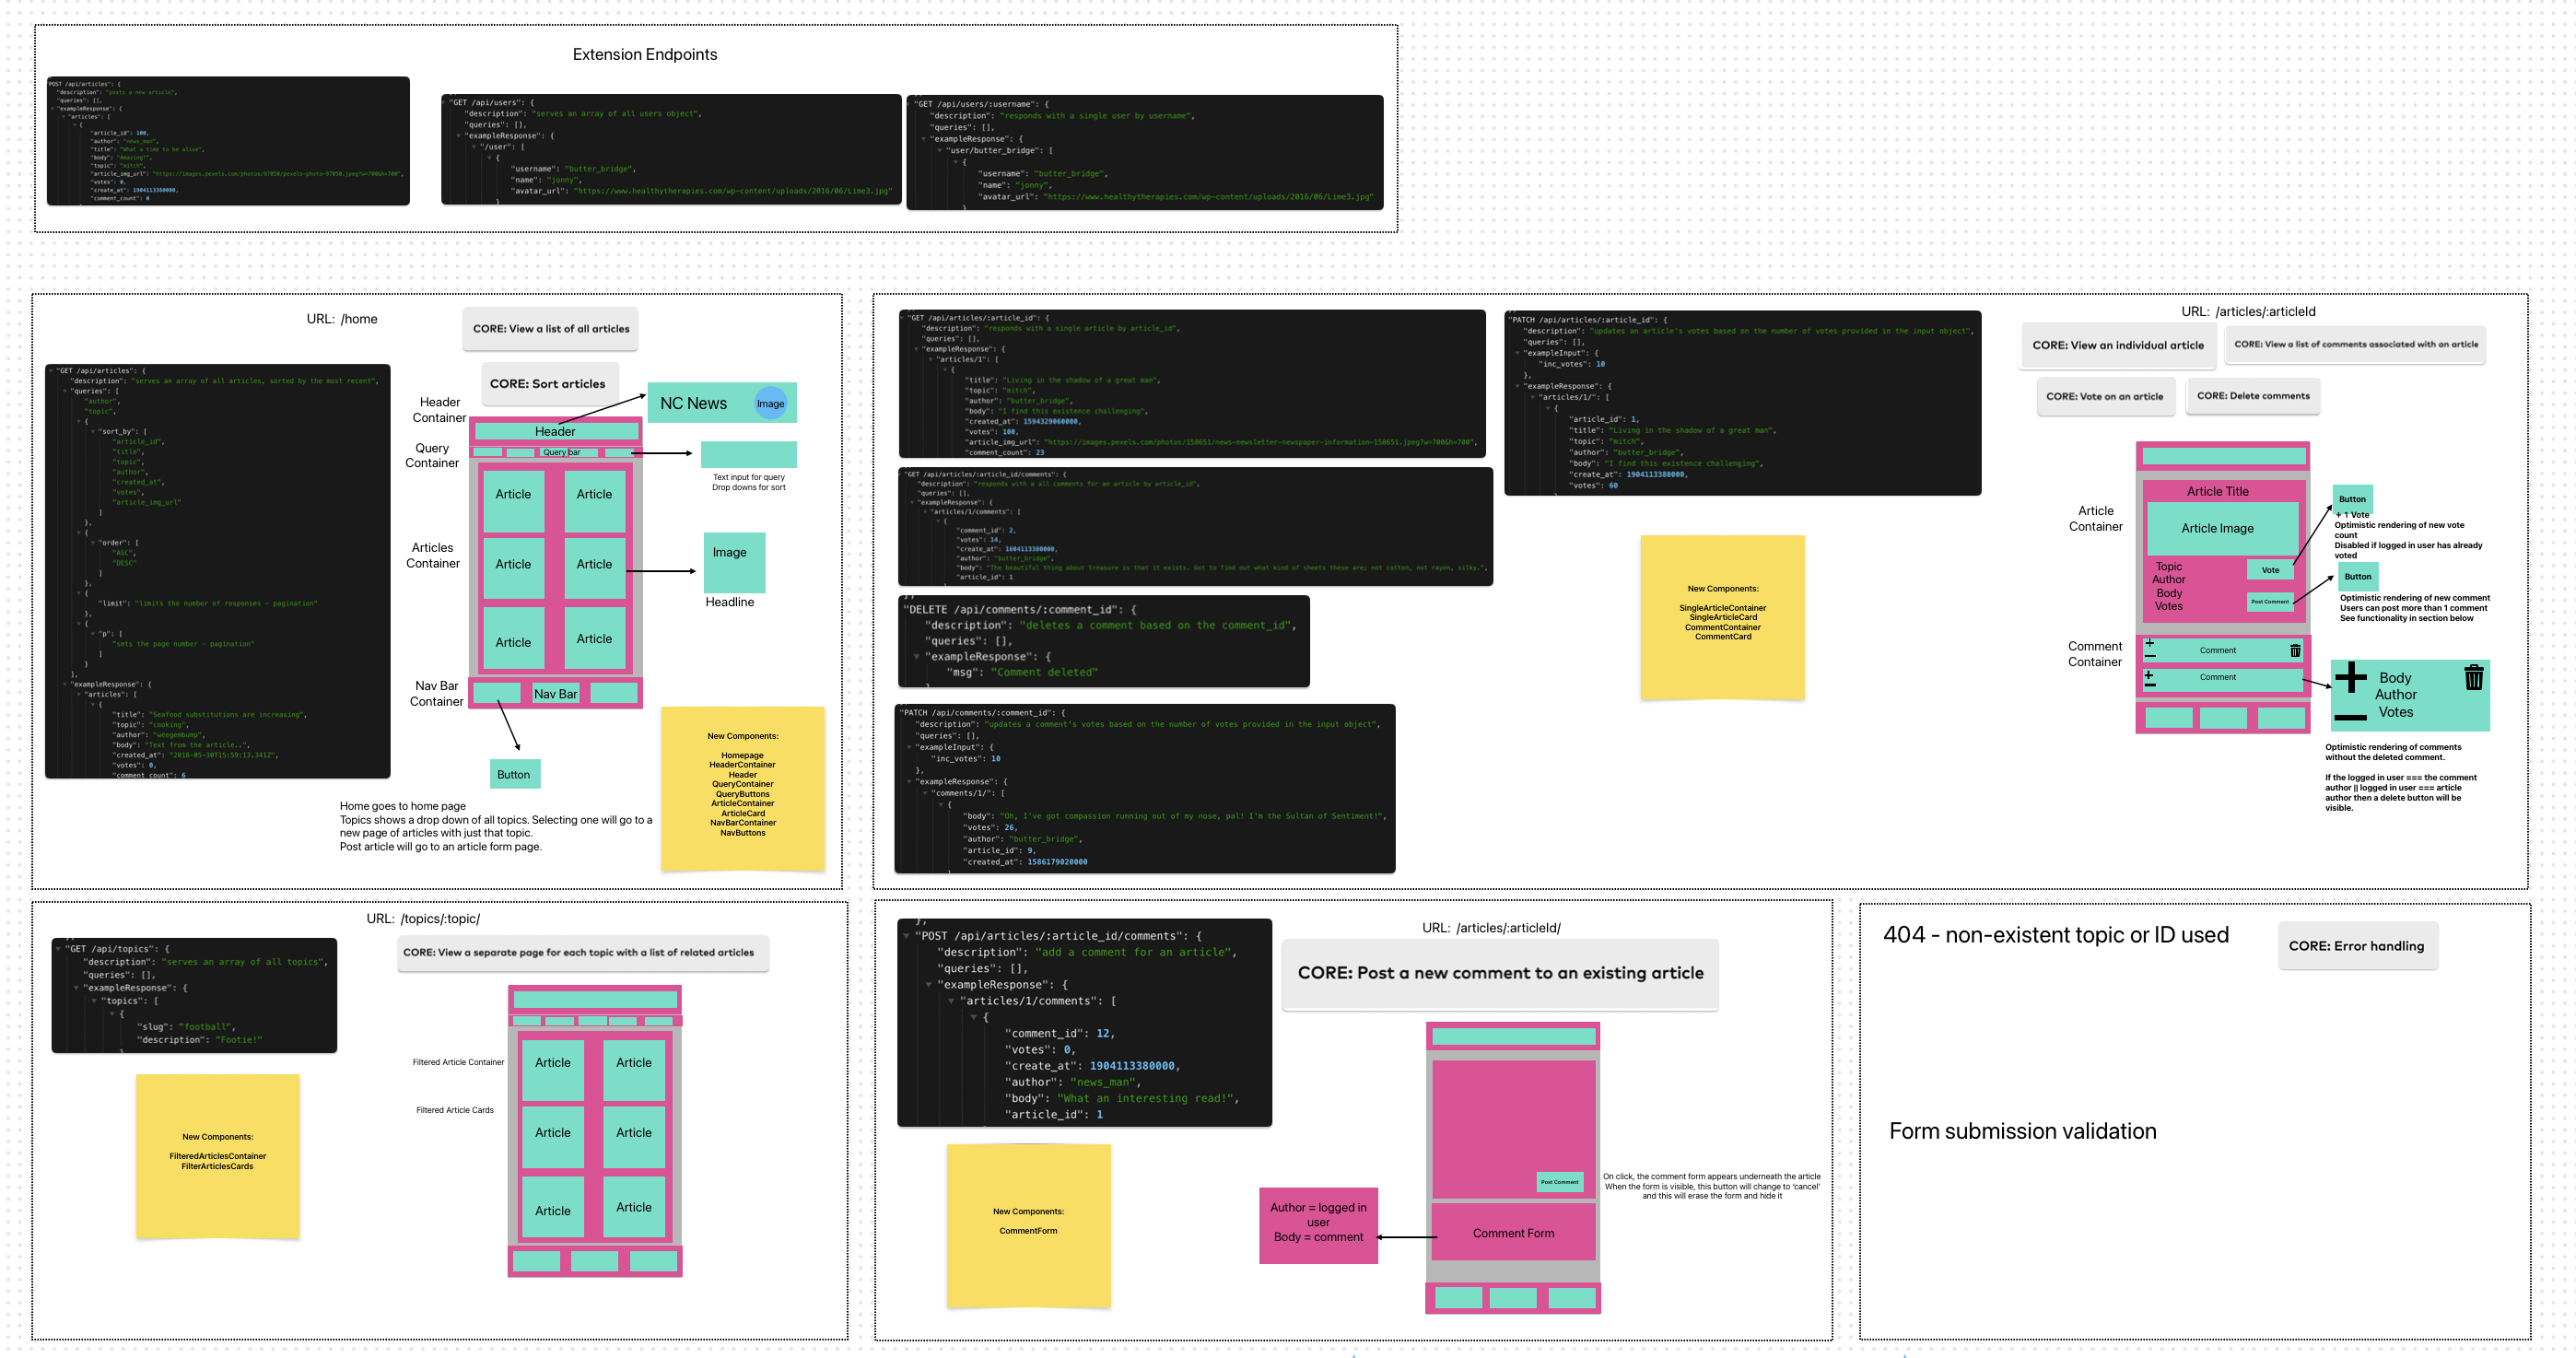 Extension Endpoints
POST /api/articles": {
"description": "posts a new article",
"queries": [],
"exampleResponse": {
"articles": [
{
"article_id": 100,
"author": "news_man",
"title": "What a time to be alive",
"body": "Amazing!",
"topic": "mitch",
"article_img_url": "https://images.pexels.com/photos/97050/pexels-photo-97050.jpeg?w=700&h=700",
"votes": 0,
"create_at": 1904113380000,
"comment_count": 0
"GET /api/users": {
"description": "serves an array of all users object",
"queries": [],
"exampleResponse": {
"/user": [
{
"username": "butter_bridge",
"name": "jonny",
"avatar_url": "https://www.healthytherapies.com/wp-content/uploads/2016/06/Lime3.jpg"
}
"GET /api/users/:username": {
"description": "responds with a single user by username",
"queries": [],
"exampleResponse": {
"user/butter_bridge": [
{
"username": "butter_bridge",
"name": "jonny",
"avatar_url": "https://www.healthytherapies.com/wp-content/uploads/2016/06/Lime3.jpg"
}
URL: /home
CORE: View a list of all articles
CORE: Sort articles
"GET /api/articles": {
"description": "serves an array of all articles, sorted by the most recent",
"queries": [
"author",
"topic",
{
"sort_by": [
"article_id",
"title",
"topic",
"author",
"created_at",
"votes",
"article_img_url"
]
},
{
"order": [
"ASC",
"DESC"
]
},
{
"limit": "limits the number of responses – pagination"
},
{
"p": [
"sets the page number – pagination"
]
}
],
"exampleResponse": {
"articles": [
{
"title": "Seafood substitutions are increasing",
"topic": "cooking",
"author": "weegembump",
"body": "Text from the article..",
"created_at": "2018-05-30T15:59:13.341Z",
"votes": 0,
"comment_count": 6
Header
Container
Header
NC News
Image
Query
Container
Query bar
Text input for query
Drop downs for sort
Articles
Container
Article
Article
Article
Article
Article
Article
Image
Headline
Nav Bar
Container
Nav Bar
Button
Home goes to home page
Topics shows a drop down of all topics. Selecting one will go to a
new page of articles with just that topic.
Post article will go to an article form page.
New Components:
Homepage
HeaderContainer
Header
QueryContainer
QueryButtons
ArticleContainer
ArticleCard
NavBarContainer
NavButtons
"GET /api/articles/:article_id": {
"description": "responds with a single article by article_id",
"queries": [],
"exampleResponse": {
"articles/1": [
{
"title": "Living in the shadow of a great man",
"topic": "mitch",
"author": "butter_bridge",
"body": "I find this existence challenging",
"created_at": 1594329060000,
"votes": 100,
"article_img_url": "https://images.pexels.com/photos/158651/news-newsletter-newspaper-information-158651.jpeg?w=700&h=700",
"comment_count": 23
"GET /api/articles/:article_id/comments": {
"description": "responds with a all comments for an article by article_id",
"queries": [],
"exampleResponse": {
"articles/1/comments": [
{
"comment_id": 2,
"votes": 14,
"create_at": 1604113380000,
"author": "butter_bridge",
"body": "The beautiful thing about treasure is that it exists. Got to find out what kind of sheets these are; not cotton, not rayon, silky.",
"article_id": 1
},
"DELETE /api/comments/:comment_id": {
"description": "deletes a comment based on the comment_id",
"queries": [],
"exampleResponse": {
"msg": "Comment deleted"
}
"PATCH /api/comments/:comment_id": {
"description": "updates a comment's votes based on the number of votes provided in the input object",
"queries": [],
"exampleInput": {
"inc_votes": 10
},
"exampleResponse": {
"comments/1/": [
{
"body": "Oh, I've got compassion running out of my nose, pal! I'm the Sultan of Sentiment!",
"votes": 26,
"author": "butter_bridge",
"article_id": 9,
"created_at": 1586179020000
}
"PATCH /api/articles/:article_id": {
"description": "updates an article's votes based on the number of votes provided in the input object",
"queries": [],
"exampleInput": {
"inc_votes": 10
},
"exampleResponse": {
"articles/1/": [
{
"article_id": 1,
"title": "Living in the shadow of a great man",
"topic": "mitch",
"author": "butter_bridge",
"body": "I find this existence challenging",
"create_at": 1904113380000,
"votes": 60
New Components:
SingleArticleContainer
SingleArticleCard
CommentContainer
CommentCard
URL: /articles/:articleId
CORE: View an individual article
CORE: View a list of comments associated with an article
CORE: Vote on an article
CORE: Delete comments
Article
Container
Article Title
Article Image
Topic
Author
Body
Votes
Vote
Post Comment
Button
+ 1 Vote
Optimistic rendering of new vote
count
Disabled if logged in user has already
voted
Button
Optimistic rendering of new comment
Users can post more than 1 comment
See functionality in section below
Comment
Container
Comment
Comment
Body
Author
Votes
Optimistic rendering of comments
without the deleted comment.
If the logged in user === the comment
author || logged in user === article
author then a delete button will be
visible.
URL: /topics/:topic/
CORE: View a separate page for each topic with a list of related articles
"GET /api/topics": {
"description": "serves an array of all topics",
"queries": [],
"exampleResponse": {
"topics": [
{
"slug": "football",
"description": "Footie!"
}
New Components:
FilteredArticlesContainer
FilterArticlesCards
Filtered Article Container
Filtered Article Cards
Article
Article
Article
Article
Article
Article
},
"POST /api/articles/:article_id/comments": {
"description": "add a comment for an article",
"queries": [],
"exampleResponse": {
"articles/1/comments": [
{
"comment_id": 12,
"votes": 0,
"create_at": 1904113380000,
"author": "news_man",
"body": "What an interesting read!",
"article_id": 1
New Components:
CommentForm
URL: /articles/:articleId/
CORE: Post a new comment to an existing article
Post Comment
On click, the comment form appears underneath the article
When the form is visible, this button will change to 'cancel'
and this will erase the form and hide it
Author = logged in
user
Body = comment
Comment Form
404 - non-existent topic or ID used
CORE: Error handling
Form submission validation